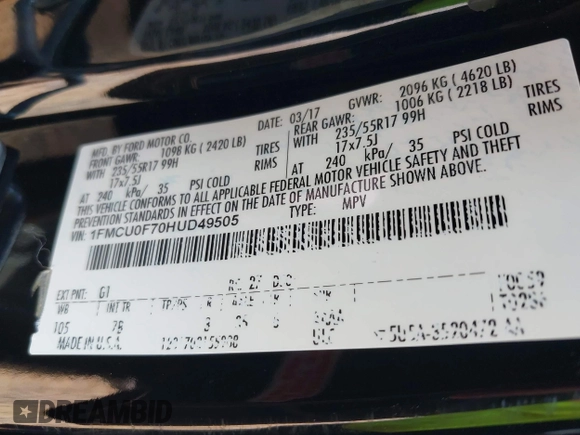 MFD. BY FORD MOTOR CO.
DATE: 03/17
GVWR: 2096 KG ( 4620 LB)
FRONT GAWR: 1098 KG ( 2420 LB)
REAR GAWR: 1006 KG ( 2218 LB)
235/55R17 99H TIRES
235/55R17 99H TIRES
WITH 17x7.5J RIMS
WITH 17x7.5J RIMS
AT 240 kPa/ 35 PSI COLD
AT 240 kPa/ 35 PSI COLD
CONFORMS TO ALL APPLICABLE FEDERAL MOTOR VEHICLE SAFETY AND THEFT
PREVENTION STANDARDS IN EFFECT ON THE DATE OF MANUFACTURE SHOWN ABOVE.
VIN: 1FMCU0F70HUD49505
TYPE: MPV
EXT PNT: G1
WB INT TR
105 7B
MADE IN U.S.A.
DREAMBID